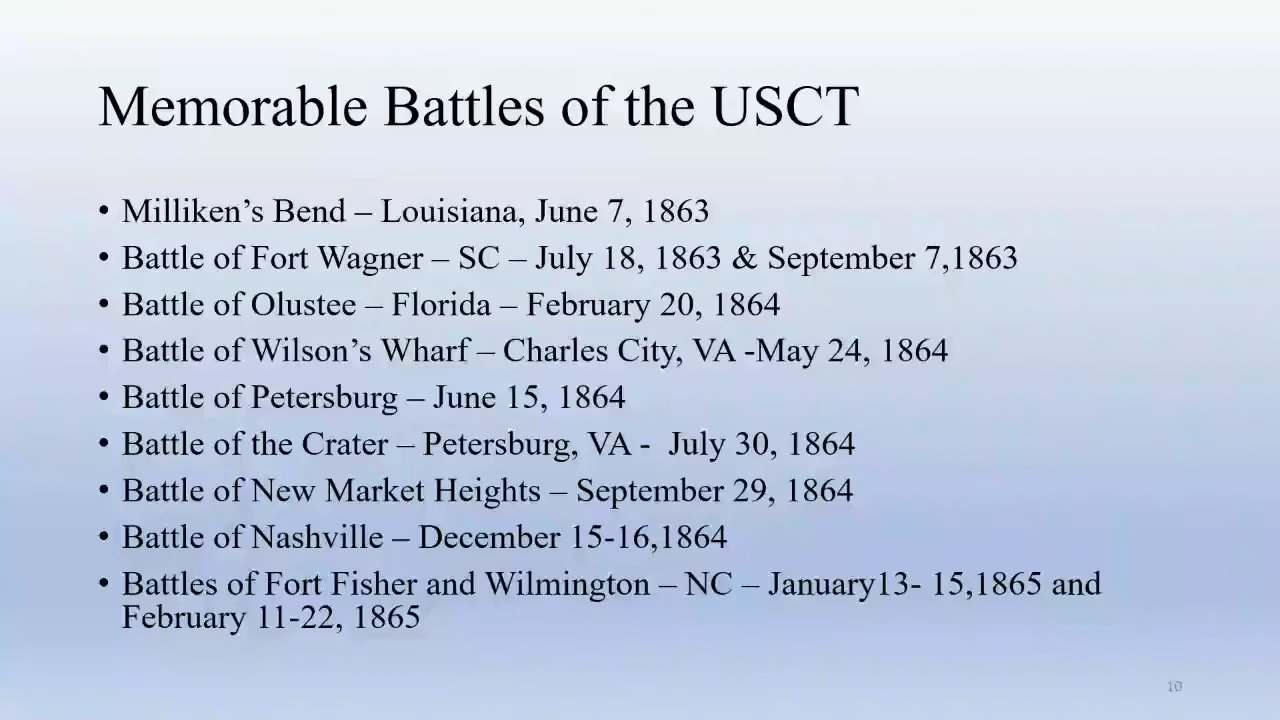 Memorable Battles of the USCT
• Milliken’s Bend – Louisiana, June 7, 1863
• Battle of Fort Wagner – SC – July 18, 1863 & September 7,1863
• Battle of Olustee – Florida – February 20, 1864
• Battle of Wilson’s Wharf – Charles City, VA -May 24, 1864
• Battle of Petersburg – June 15, 1864
• Battle of the Crater – Petersburg, VA -  July 30, 1864
• Battle of New Market Heights – September 29, 1864
• Battle of Nashville – December 15-16,1864
• Battles of Fort Fisher and Wilmington – NC – January13- 15,1865 and
February 11-22, 1865
10